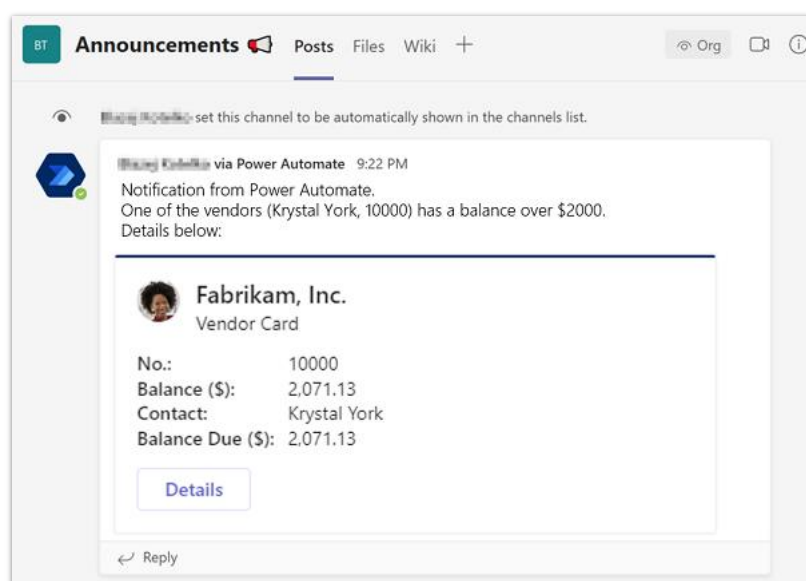 BT
Announcements
Posts
Files
Wiki
Org
set this channel to be automatically shown in the channels list.
via Power Automate 9:22 PM
Notification from Power Automate.
One of the vendors (Krystal York, 10000) has a balance over $2000.
Details below:
Fabrikam, Inc.
Vendor Card
No.: 10000
Balance ($): 2,071.13
Contact: Krystal York
Balance Due ($): 2,071.13
Details
Reply